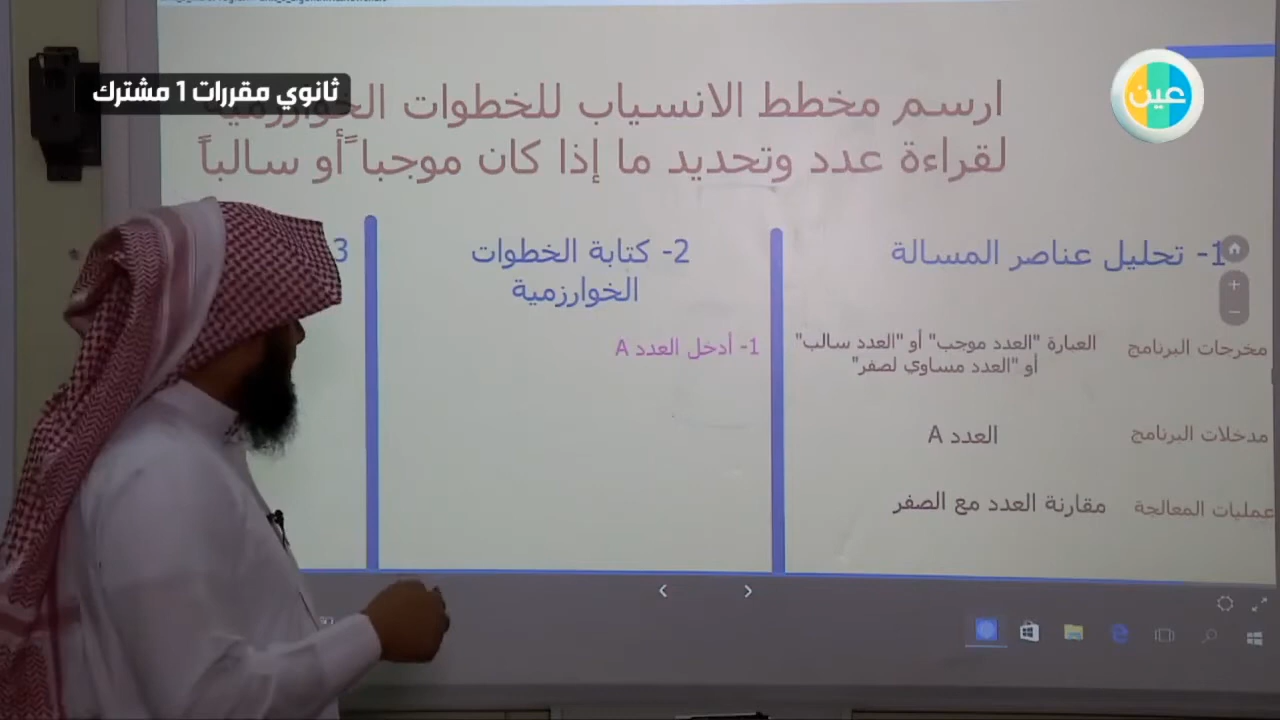 ثانوي مقررات 1 مشترك
عين
ارسم مخطط الانسياب للخطوات الخوارزمية
لقراءة عدد وتحديد ما إذا كان موجباً أو سالباً
1- تحليل عناصر المسالة
مخرجات البرنامج
العبارة "العدد موجب" أو "العدد سالب"
أو "العدد مساوي لصفر"
مدخلات البرنامج
العدد A
عمليات المعالجة
مقارنة العدد مع الصفر
2- كتابة الخطوات
الخوارزمية
1- أدخل العدد A
3